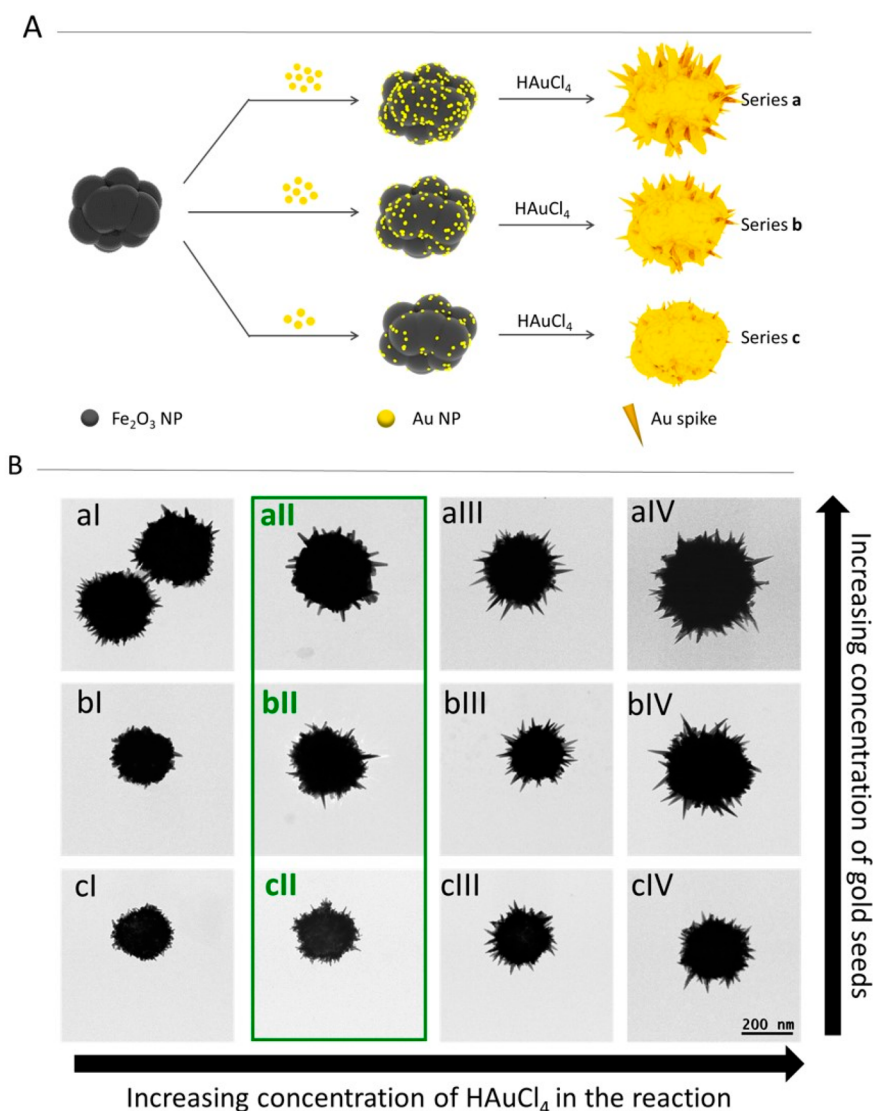 A
HAuCl₄
Series a
HAuCl₄
Series b
HAuCl₄
Series c
Fe₂O₃ NP
Au NP
Au spike
B
aI
aII
aIII
aIV
bI
bII
bIII
bIV
cI
cII
cIII
cIV
200 nm
Increasing concentration of gold seeds
Increasing concentration of HAuCl₄ in the reaction